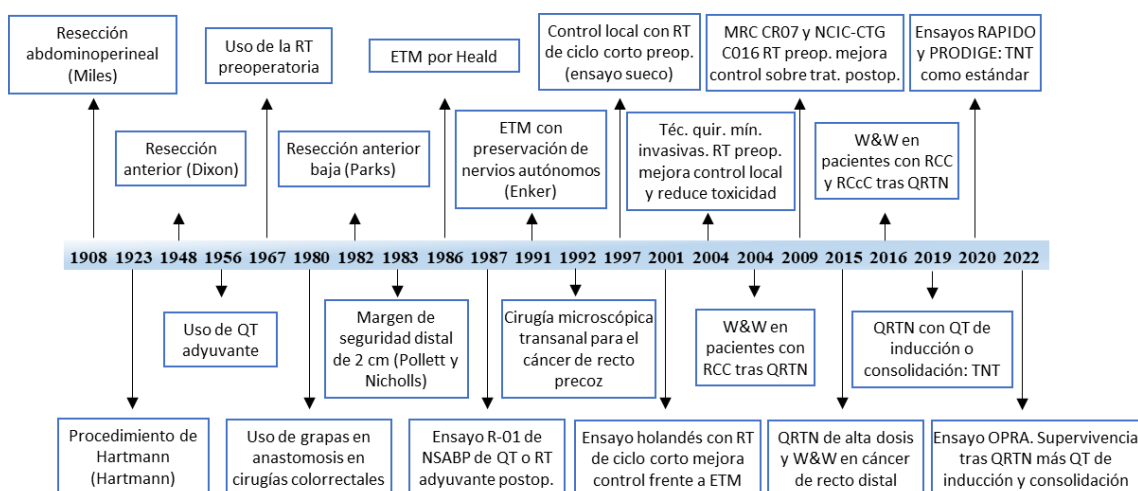 Resección
abdominoperineal
(Miles)
Uso de la RT
preoperatoria
ETM por Heald
Control local con RT
de ciclo corto preop.
(ensayo sueco)
MRC CR07 y NCIC-CTG
C016 RT preop. mejora
control sobre trat. postop.
Ensayos RAPIDO
y PRODIGE: TNT
como estándar
Resección
anterior (Dixon)
Resección anterior
baja (Parks)
ETM con
preservación de
nervios autónomos
(Enker)
Téc. quir. mín.
invasivas. RT preop.
mejora control local
y reduce toxicidad
W&W en
pacientes con RCC
y RCcC tras QRTN
1908 1923 1948 1956 1967 1980 1982 1983 1986 1987 1991 1992 1997 2001 2004 2004 2009 2015 2016 2019 2020 2022
Uso de QT
adyuvante
Margen de
seguridad distal
de 2 cm (Pollett y
Nicholls)
Cirugía microscópica
transanal para el
cáncer de recto
precoz
W&W en
pacientes con
RCC tras QRTN
QRTN con QT de
inducción o
consolidación: TNT
Procedimiento de
Hartmann
(Hartmann)
Uso de grapas en
anastomosis en
cirugías colorrectales
Ensayo R-01 de
NSABP de QT o RT
adyuvante postop.
Ensayo holandés con RT
de ciclo corto mejora
control frente a ETM
QRTN de alta dosis
y W&W en cáncer
de recto distal
Ensayo OPRA. Supervivencia
tras QRTN más QT de
inducción y consolidación